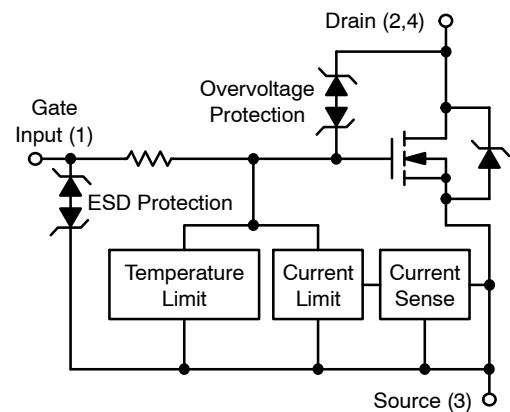 Drain (2,4)
Overvoltage
Protection
Gate
Input (1)
ESD Protection
Temperature
Limit
Current
Limit
Current
Sense
Source (3)